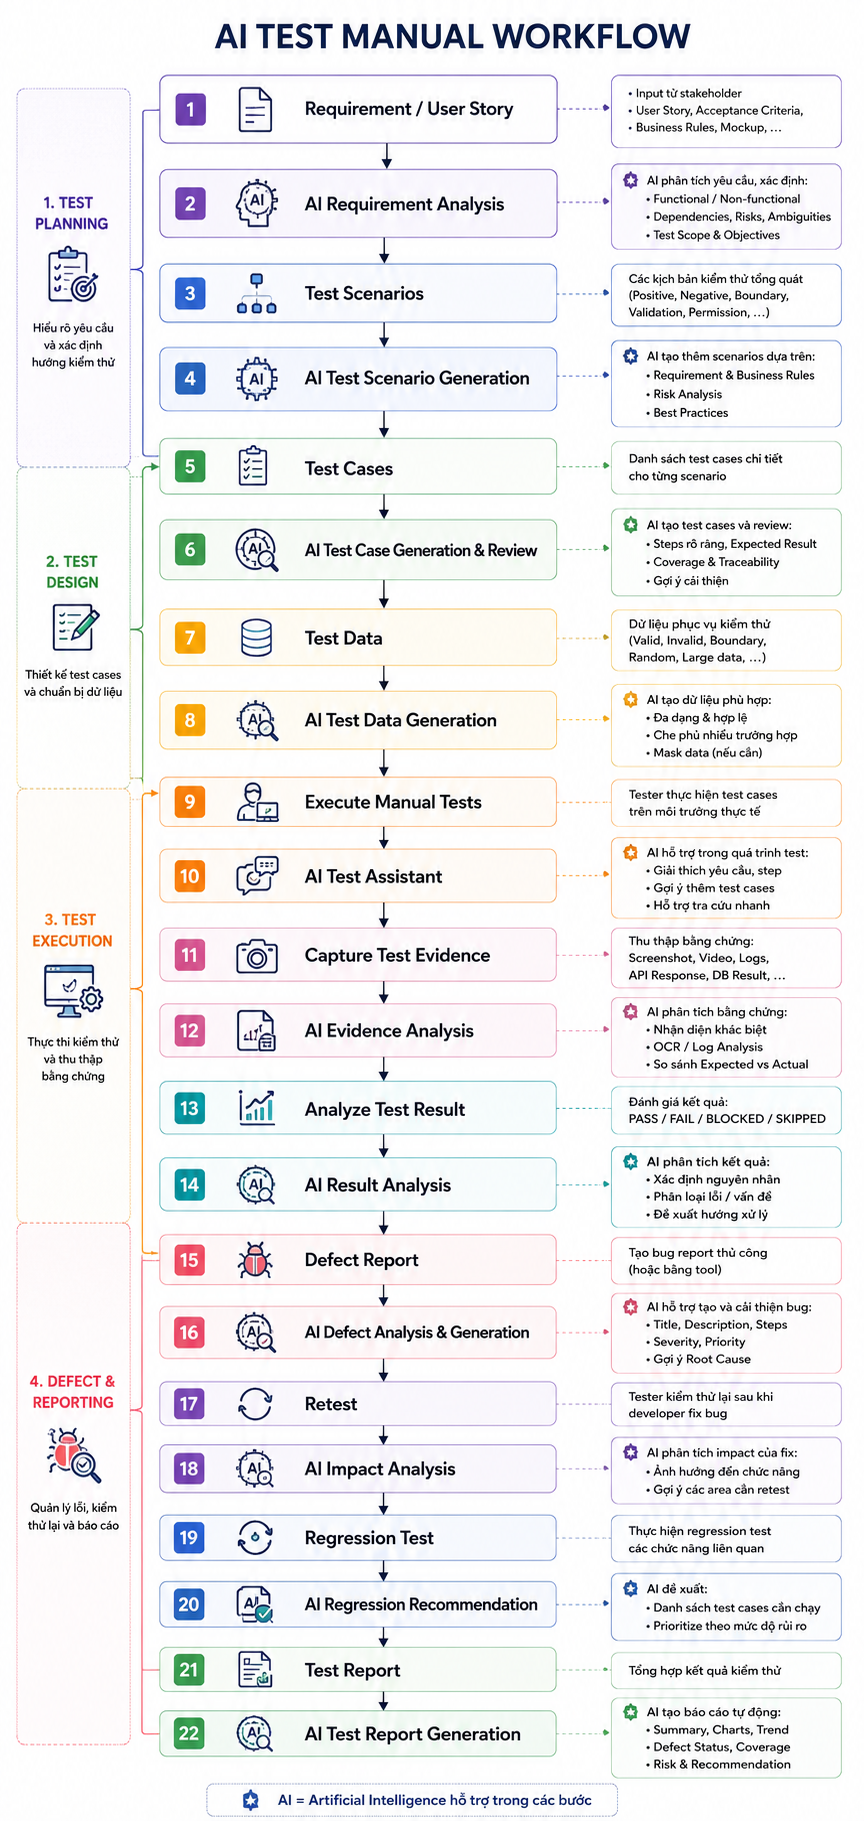 AI TEST MANUAL WORKFLOW
1. TEST
PLANNING
Hiểu rõ yêu cầu
và xác định
hướng kiểm thử
1
Requirement / User Story
• Input từ stakeholder
• User Story, Acceptance Criteria,
• Business Rules, Mockup, ...
2
AI
AI Requirement Analysis
AI phân tích yêu cầu, xác định:
• Functional / Non-functional
• Dependencies, Risks, Ambiguities
• Test Scope & Objectives
3
Test Scenarios
Các kịch bản kiểm thử tổng quát
(Positive, Negative, Boundary,
Validation, Permission, ...)
4
AI
AI Test Scenario Generation
AI tạo thêm scenarios dựa trên:
• Requirement & Business Rules
• Risk Analysis
• Best Practices
2. TEST
DESIGN
Thiết kế test cases
và chuẩn bị dữ liệu
5
Test Cases
Danh sách test cases chi tiết
cho từng scenario
6
AI
AI Test Case Generation & Review
AI tạo test cases và review:
• Steps rõ ràng, Expected Result
• Coverage & Traceability
• Gợi ý cải thiện
7
Test Data
Dữ liệu phục vụ kiểm thử
(Valid, Invalid, Boundary,
Random, Large data, ...)
8
AI
AI Test Data Generation
AI tạo dữ liệu phù hợp:
• Đa dạng & hợp lệ
• Che phủ nhiều trường hợp
• Mask data (nếu cần)
3. TEST
EXECUTION
Thực thi kiểm thử
và thu thập
bằng chứng
9
Execute Manual Tests
Tester thực hiện test cases
trên môi trường thực tế
10
AI Test Assistant
AI hỗ trợ trong quá trình test:
• Giải thích yêu cầu, step
• Gợi ý thêm test cases
• Hỗ trợ tra cứu nhanh
11
Capture Test Evidence
Thu thập bằng chứng:
Screenshot, Video, Logs,
API Response, DB Result, ...
12
AI Evidence Analysis
AI phân tích bằng chứng:
• Nhận diện khác biệt
• OCR / Log Analysis
• So sánh Expected vs Actual
13
Analyze Test Result
Đánh giá kết quả:
PASS / FAIL / BLOCKED / SKIPPED
14
AI
AI Result Analysis
AI phân tích kết quả:
• Xác định nguyên nhân
• Phân loại lỗi / vấn đề
• Đề xuất hướng xử lý
4. DEFECT &
REPORTING
Quản lý lỗi, kiểm
thử lại và báo cáo
15
Defect Report
Tạo bug report thủ công
(hoặc bằng tool)
16
AI
AI Defect Analysis & Generation
AI hỗ trợ tạo và cải thiện bug:
• Title, Description, Steps
• Severity, Priority
• Gợi ý Root Cause
17
Retest
Tester kiểm thử lại sau khi
developer fix bug
18
AI
AI Impact Analysis
AI phân tích impact của fix:
• Ảnh hưởng đến chức năng
• Gợi ý các area cần retest
19
Regression Test
Thực hiện regression test
các chức năng liên quan
20
AI
AI Regression Recommendation
AI đề xuất:
• Danh sách test cases cần chạy
• Prioritize theo mức độ rủi ro
21
Test Report
Tổng hợp kết quả kiểm thử
22
AI
AI Test Report Generation
AI tạo báo cáo tự động:
• Summary, Charts, Trend
• Defect Status, Coverage
• Risk & Recommendation
AI = Artificial Intelligence hỗ trợ trong các bước